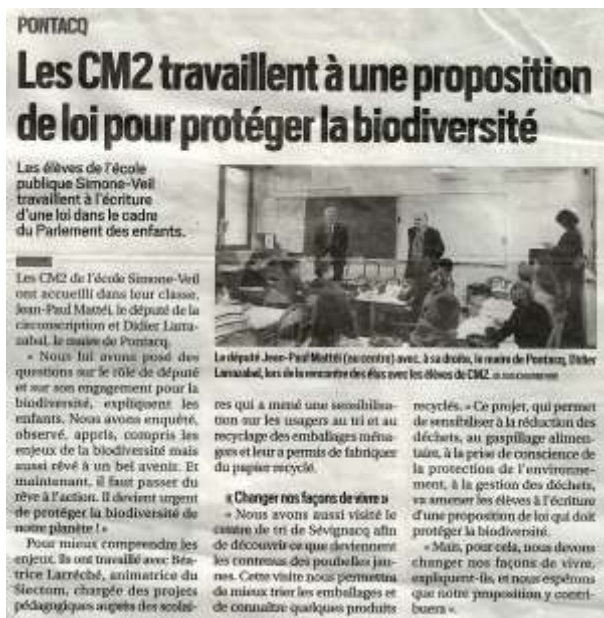 PONTACQ
Les CM2 travaillent à une proposition
de loi pour protéger la biodiversité
Les élèves de l'école
publique Simone-Veil
travaillent à l'écriture
d'une loi dans le cadre
du Parlement des enfants.
Les CM2 de l'école Simone-Veil
ont accueilli dans leur classe,
Jean-Paul Mattéi, le député de la
circonscription et Didier Larra-
zabal, le maire de Pontacq.
« Nous lui avons posé des
questions sur le rôle de député
et sur son engagement pour la
biodiversité, expliquent les
enfants. Nous avons enquêté,
observé, appris, compris les
enjeux de la biodiversité mais
aussi rêvé à un bel avenir. Et
maintenant, il faut passer du
rêve à l'action. Il devient urgent
de protéger la biodiversité de
notre planète ! »
Pour mieux comprendre les
enjeux, ils ont travaillé avec Béa-
trice Larréché, animatrice du
Siectom, chargée des projets
pédagogiques auprès des scolai-
Le député Jean-Paul Mattéi (au centre) avec, à sa droite, le maire de Pontacq, Didier
Larrazabal, lors de la rencontre des élus avec les élèves de CM2.
res qui a mené une sensibilisa-
tion sur les usagers au tri et au
recyclage des emballages ména-
gers et leur a permis de fabriquer
du papier recyclé.
« Changer nos façons de vivre »
« Nous avons aussi visité le
centre de tri de Sévignacq afin
de découvrir ce que deviennent
les contenus des poubelles jau-
nes. Cette visite nous permettra
de mieux trier les emballages et
de connaître quelques produits
recyclés. » Ce projet, qui permet
de sensibiliser à la réduction des
déchets, au gaspillage alimen-
taire, à la prise de conscience de
la protection de l'environne-
ment, à la gestion des déchets,
va amener les élèves à l'écriture
d'une proposition de loi qui doit
protéger la biodiversité.
« Mais, pour cela, nous devons
changer nos façons de vivre,
expliquent-ils, et nous espérons
que notre proposition y contri-
buera ».